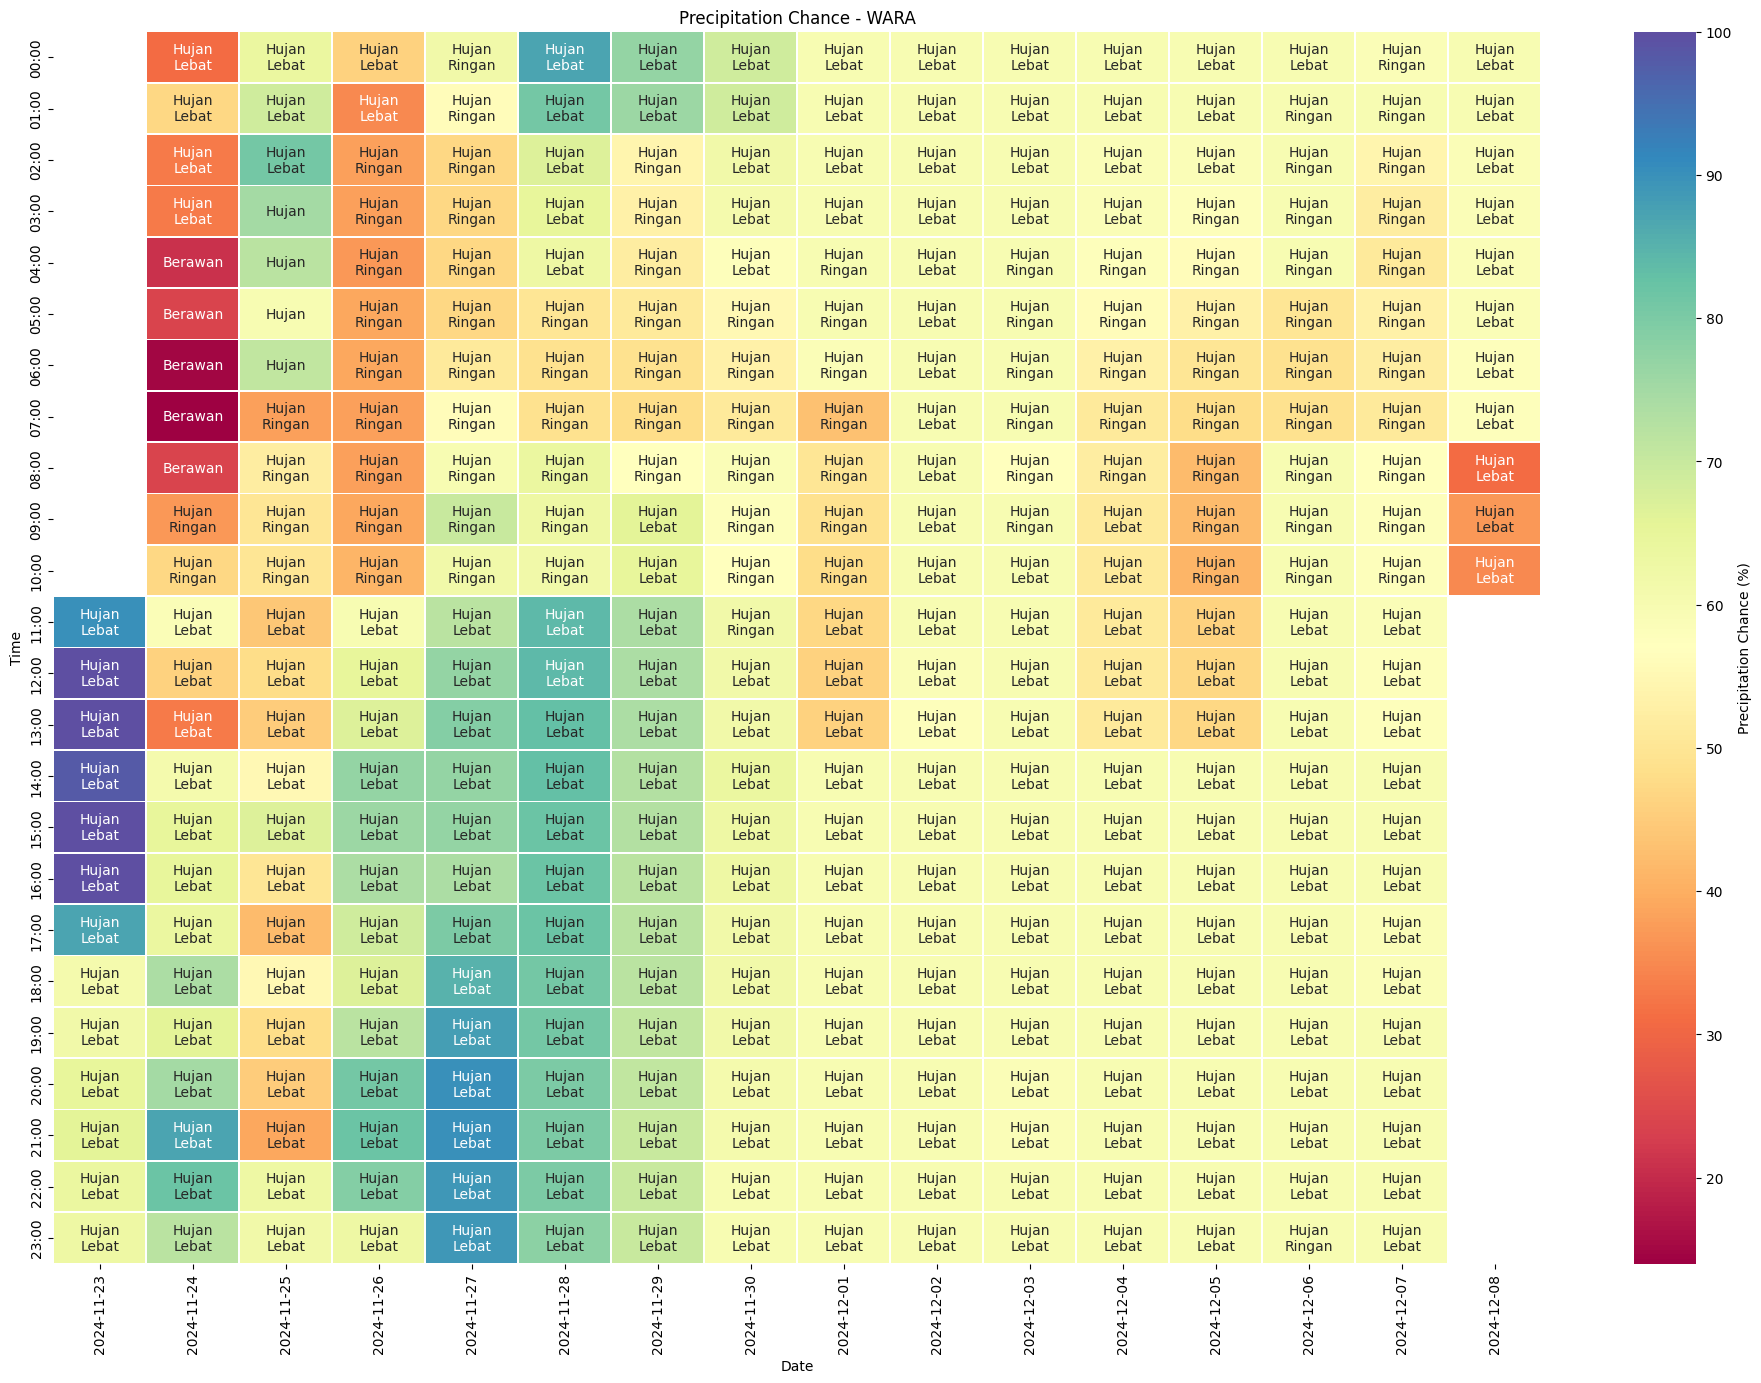 Precipitation Chance - WARA
00:00
Hujan Hujan Hujan Hujan Hujan Hujan Hujan Hujan Hujan Hujan Hujan Hujan Hujan Hujan Hujan
Lebat Lebat Lebat Ringan Lebat Lebat Lebat Lebat Lebat Lebat Lebat Lebat Lebat Ringan Lebat
01:00
Hujan Hujan Hujan Hujan Hujan Hujan Hujan Hujan Hujan Hujan Hujan Hujan Hujan Hujan Hujan
Lebat Lebat Lebat Ringan Lebat Lebat Lebat Lebat Lebat Lebat Lebat Lebat Ringan Ringan Lebat
02:00
Hujan Hujan Hujan Hujan Hujan Hujan Hujan Hujan Hujan Hujan Hujan Hujan Hujan Hujan Hujan
Lebat Lebat Ringan Ringan Lebat Ringan Lebat Lebat Lebat Lebat Lebat Lebat Ringan Ringan Lebat
03:00
Hujan Hujan Hujan Hujan Hujan Hujan Hujan Hujan Hujan Hujan Hujan Hujan Hujan Hujan Hujan
Lebat Ringan Ringan Lebat Ringan Lebat Lebat Lebat Lebat Lebat Ringan Ringan Ringan Lebat
04:00
Berawan Hujan Hujan Hujan Hujan Hujan Hujan Hujan Hujan Hujan Hujan Hujan Hujan Hujan Hujan
Ringan Ringan Lebat Ringan Lebat Ringan Lebat Ringan Ringan Ringan Ringan Ringan Lebat
05:00
Berawan Hujan Hujan Hujan Hujan Hujan Hujan Hujan Hujan Hujan Hujan Hujan Hujan Hujan Hujan
Ringan Ringan Ringan Ringan Ringan Ringan Lebat Ringan Ringan Ringan Ringan Ringan Lebat
06:00
Berawan Hujan Hujan Hujan Hujan Hujan Hujan Hujan Hujan Hujan Hujan Hujan Hujan Hujan Hujan
Ringan Ringan Ringan Ringan Ringan Ringan Lebat Ringan Ringan Ringan Ringan Ringan Lebat
07:00
Berawan Hujan Hujan Hujan Hujan Hujan Hujan Hujan Hujan Hujan Hujan Hujan Hujan Hujan Hujan
Ringan Ringan Ringan Ringan Ringan Ringan Ringan Lebat Ringan Ringan Ringan Ringan Ringan Lebat
08:00
Berawan Hujan Hujan Hujan Hujan Hujan Hujan Hujan Hujan Hujan Hujan Hujan Hujan Hujan Hujan
Ringan Ringan Ringan Ringan Ringan Ringan Ringan Lebat Ringan Ringan Ringan Ringan Ringan Lebat
09:00
Hujan Hujan Hujan Hujan Hujan Hujan Hujan Hujan Hujan Hujan Hujan Hujan Hujan Hujan Hujan
Ringan Ringan Ringan Ringan Ringan Lebat Ringan Ringan Lebat Ringan Lebat Ringan Ringan Ringan Lebat
10:00
Hujan Hujan Hujan Hujan Hujan Hujan Hujan Hujan Hujan Hujan Hujan Hujan Hujan Hujan Hujan
Ringan Ringan Ringan Ringan Ringan Lebat Ringan Ringan Lebat Lebat Lebat Ringan Ringan Ringan Lebat
11:00
Hujan Hujan Hujan Hujan Hujan Hujan Hujan Hujan Hujan Hujan Hujan Hujan Hujan Hujan Hujan
Lebat Lebat Lebat Lebat Lebat Lebat Lebat Ringan Lebat Lebat Lebat Lebat Lebat Lebat Lebat
12:00
Hujan Hujan Hujan Hujan Hujan Hujan Hujan Hujan Hujan Hujan Hujan Hujan Hujan Hujan Hujan
Lebat Lebat Lebat Lebat Lebat Lebat Lebat Lebat Lebat Lebat Lebat Lebat Lebat Lebat Lebat
13:00
Hujan Hujan Hujan Hujan Hujan Hujan Hujan Hujan Hujan Hujan Hujan Hujan Hujan Hujan Hujan
Lebat Lebat Lebat Lebat Lebat Lebat Lebat Lebat Lebat Lebat Lebat Lebat Lebat Lebat Lebat
14:00
Hujan Hujan Hujan Hujan Hujan Hujan Hujan Hujan Hujan Hujan Hujan Hujan Hujan Hujan Hujan
Lebat Lebat Lebat Lebat Lebat Lebat Lebat Lebat Lebat Lebat Lebat Lebat Lebat Lebat Lebat
15:00
Hujan Hujan Hujan Hujan Hujan Hujan Hujan Hujan Hujan Hujan Hujan Hujan Hujan Hujan Hujan
Lebat Lebat Lebat Lebat Lebat Lebat Lebat Lebat Lebat Lebat Lebat Lebat Lebat Lebat Lebat
16:00
Hujan Hujan Hujan Hujan Hujan Hujan Hujan Hujan Hujan Hujan Hujan Hujan Hujan Hujan Hujan
Lebat Lebat Lebat Lebat Lebat Lebat Lebat Lebat Lebat Lebat Lebat Lebat Lebat Lebat Lebat
17:00
Hujan Hujan Hujan Hujan Hujan Hujan Hujan Hujan Hujan Hujan Hujan Hujan Hujan Hujan Hujan
Lebat Lebat Lebat Lebat Lebat Lebat Lebat Lebat Lebat Lebat Lebat Lebat Lebat Lebat Lebat
18:00
Hujan Hujan Hujan Hujan Hujan Hujan Hujan Hujan Hujan Hujan Hujan Hujan Hujan Hujan Hujan
Lebat Lebat Lebat Lebat Lebat Lebat Lebat Lebat Lebat Lebat Lebat Lebat Lebat Lebat Lebat
19:00
Hujan Hujan Hujan Hujan Hujan Hujan Hujan Hujan Hujan Hujan Hujan Hujan Hujan Hujan Hujan
Lebat Lebat Lebat Lebat Lebat Lebat Lebat Lebat Lebat Lebat Lebat Lebat Lebat Lebat Lebat
20:00
Hujan Hujan Hujan Hujan Hujan Hujan Hujan Hujan Hujan Hujan Hujan Hujan Hujan Hujan Hujan
Lebat Lebat Lebat Lebat Lebat Lebat Lebat Lebat Lebat Lebat Lebat Lebat Lebat Lebat Lebat
21:00
Hujan Hujan Hujan Hujan Hujan Hujan Hujan Hujan Hujan Hujan Hujan Hujan Hujan Hujan Hujan
Lebat Lebat Lebat Lebat Lebat Lebat Lebat Lebat Lebat Lebat Lebat Lebat Lebat Lebat Lebat
22:00
Hujan Hujan Hujan Hujan Hujan Hujan Hujan Hujan Hujan Hujan Hujan Hujan Hujan Hujan Hujan
Lebat Lebat Lebat Lebat Lebat Lebat Lebat Lebat Lebat Lebat Lebat Lebat Lebat Lebat Lebat
23:00
Hujan Hujan Hujan Hujan Hujan Hujan Hujan Hujan Hujan Hujan Hujan Hujan Hujan Hujan Hujan
Lebat Lebat Lebat Lebat Lebat Lebat Lebat Lebat Lebat Lebat Lebat Lebat Lebat Ringan Lebat
Time
2024-11-23
2024-11-24
2024-11-25
2024-11-26
2024-11-27
2024-11-28
2024-11-29
2024-11-30
2024-12-01
2024-12-02
2024-12-03
2024-12-04
2024-12-05
2024-12-06
2024-12-07
2024-12-08
Date
100
90
80
70
60
50
40
30
20
Precipitation Chance (%)